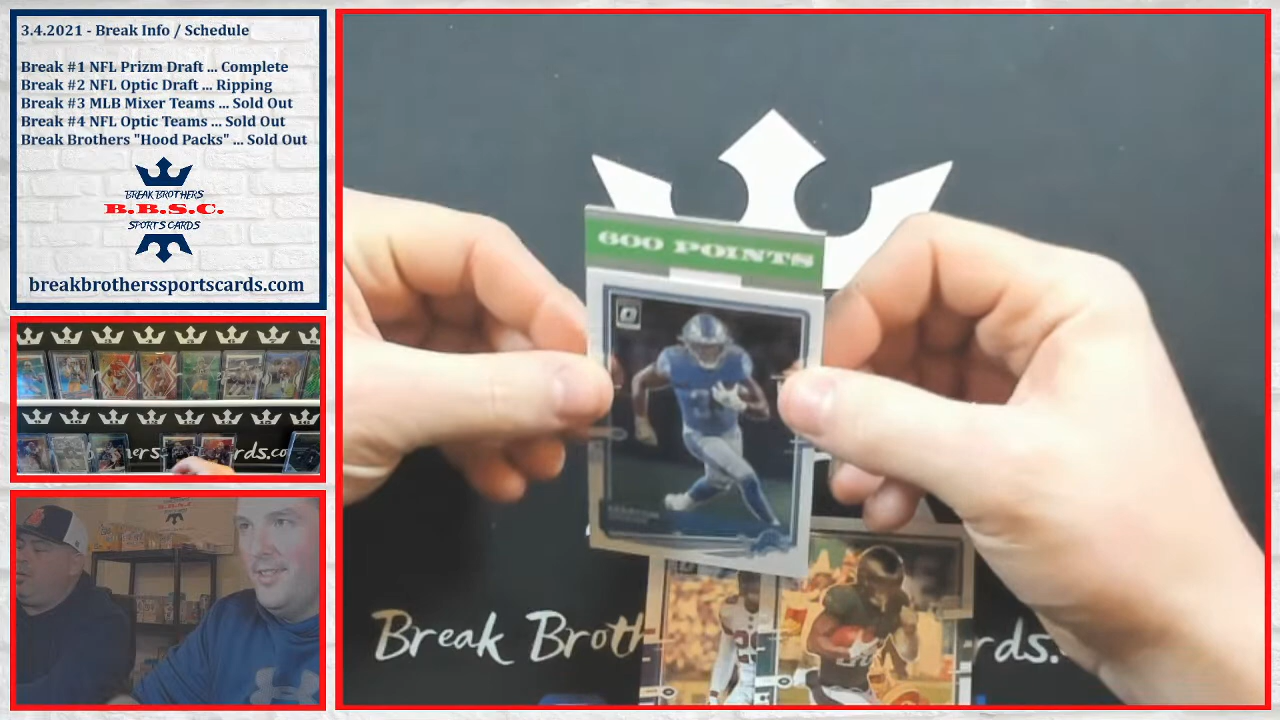 3.4.2021 - Break Info / Schedule
Break #1 NFL Prizm Draft ... Complete
Break #2 NFL Optic Draft ... Ripping
Break #3 MLB Mixer Teams ... Sold Out
Break #4 NFL Optic Teams ... Sold Out
Break Brothers "Hood Packs" ... Sold Out
BREAK BROTHERS
B.B.S.C.
SPORTS CARDS
breakbrotherssportscards.com
600 POINTS
Break Broth
rds.